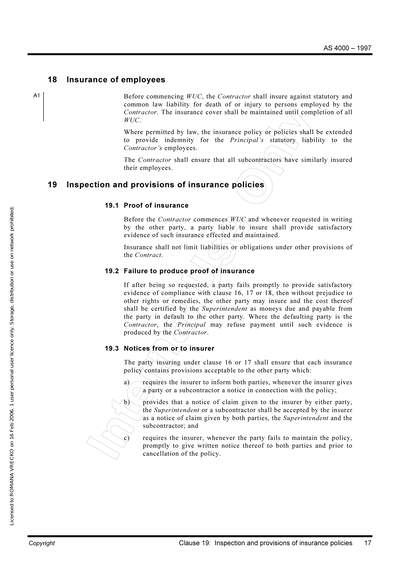 AS 4000 – 1997
18 Insurance of employees
A1
Before commencing WUC, the Contractor shall insure against statutory and
common law liability for death of or injury to persons employed by the
Contractor. The insurance cover shall be maintained until completion of all
WUC.
Where permitted by law, the insurance policy or policies shall be extended
to provide indemnity for the Principal's statutory liability to the
Contractor's employees.
The Contractor shall ensure that all subcontractors have similarly insured
their employees.
19 Inspection and provisions of insurance policies
19.1 Proof of insurance
Before the Contractor commences WUC and whenever requested in writing
by the other party, a party liable to insure shall provide satisfactory
evidence of such insurance effected and maintained.
Insurance shall not limit liabilities or obligations under other provisions of
the Contract.
19.2 Failure to produce proof of insurance
If after being so requested, a party fails promptly to provide satisfactory
evidence of compliance with clause 16, 17 or 18, then without prejudice to
other rights or remedies, the other party may insure and the cost thereof
shall be certified by the Superintendent as moneys due and payable from
the party in default to the other party. Where the defaulting party is the
Contractor, the Principal may refuse payment until such evidence is
produced by the Contractor.
19.3 Notices from or to insurer
The party insuring under clause 16 or 17 shall ensure that each insurance
policy contains provisions acceptable to the other party which:
a) requires the insurer to inform both parties, whenever the insurer gives
a party or a subcontractor a notice in connection with the policy;
b) provides that a notice of claim given to the insurer by either party,
the Superintendent or a subcontractor shall be accepted by the insurer
as a notice of claim given by both parties, the Superintendent and the
subcontractor; and
c) requires the insurer, whenever the party fails to maintain the policy,
promptly to give written notice thereof to both parties and prior to
cancellation of the policy.
Licensed to ROMANA VRECKO on 16 Feb 2006. 1 user personal user licence only. Storage, distribution or use on network prohibited.
Copyright
Clause 19: Inspection and provisions of insurance policies 17